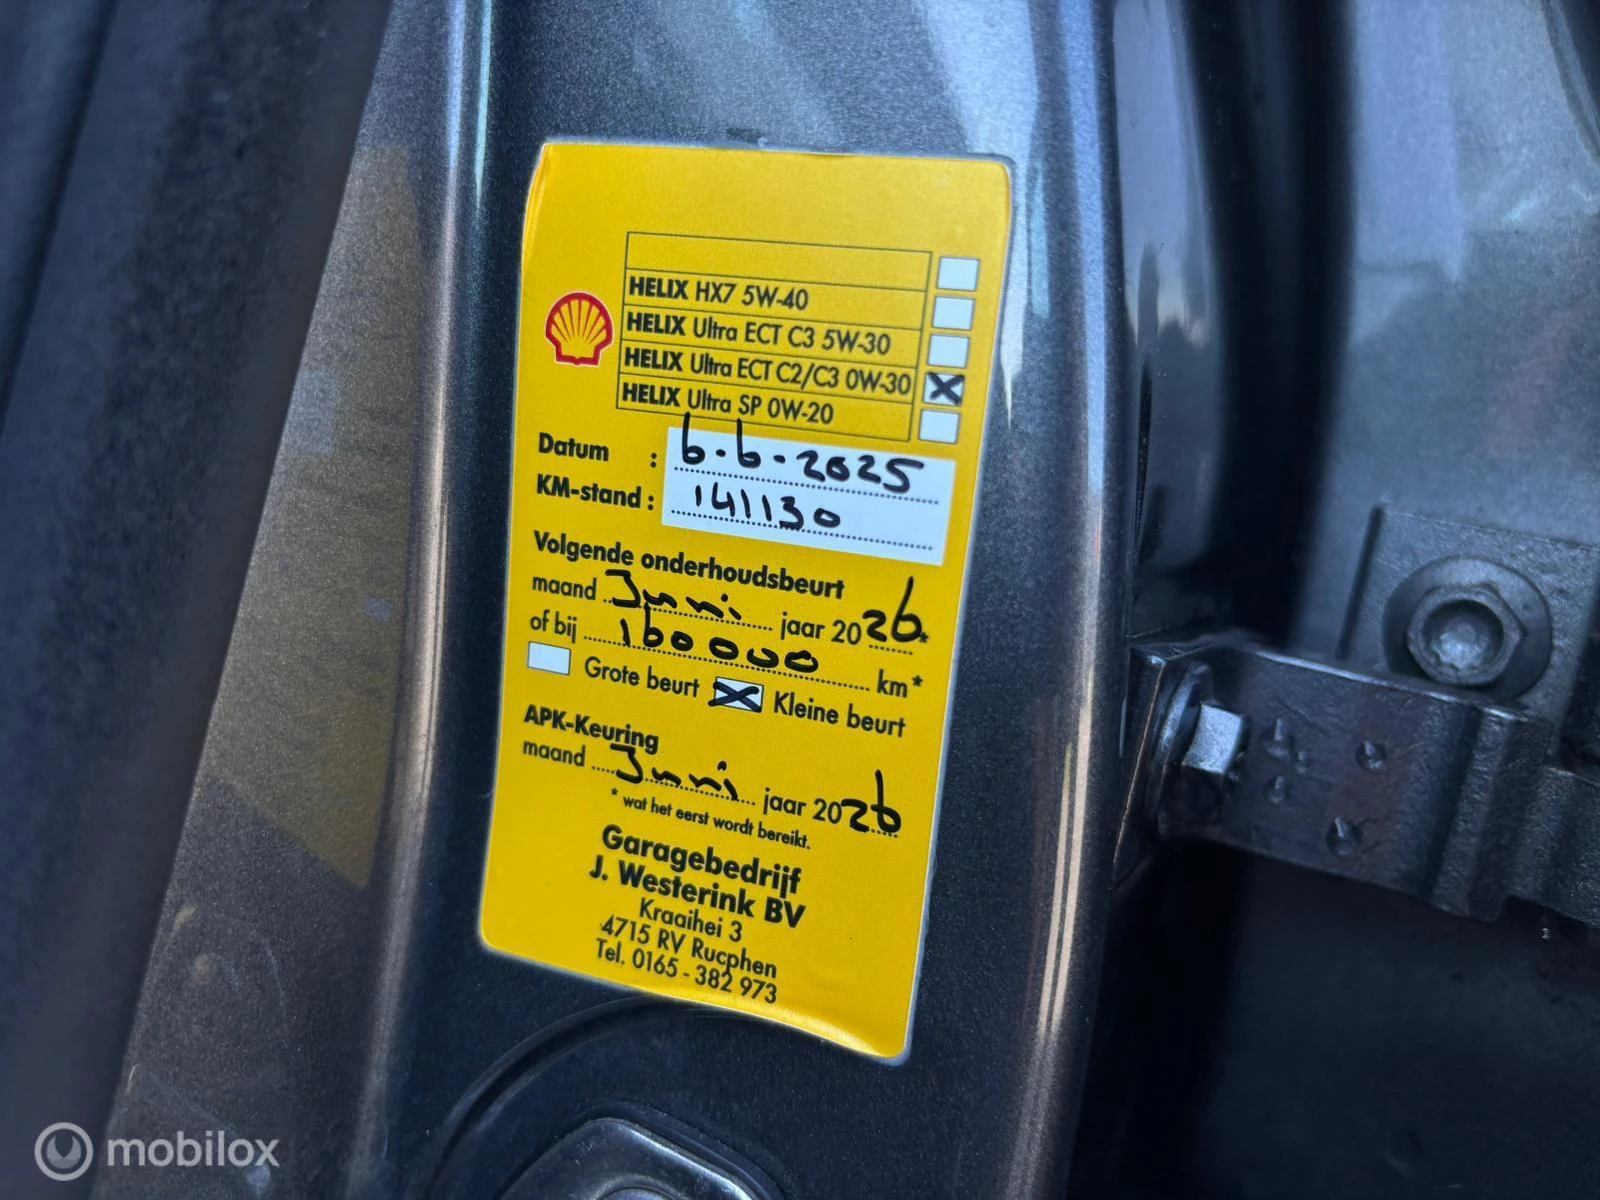 HELIX HX7 5W-40
HELIX Ultra ECT C3 5W-30
HELIX Ultra ECT C2/C3 0W-30
HELIX Ultra SP 0W-20
Datum : 6-6-2025
KM-stand : 141130
Volgende onderhoudsbeurt
maand Juni jaar 2026*
of bij 160000 km*
Grote beurt Kleine beurt
APK-Keuring
maand Juni jaar 2026
* wat het eerst wordt bereikt.
Garagebedrijf
J. Westerink BV
Kraaihei 3
4715 RV Rucphen
Tel. 0165 - 382 973
mobilox